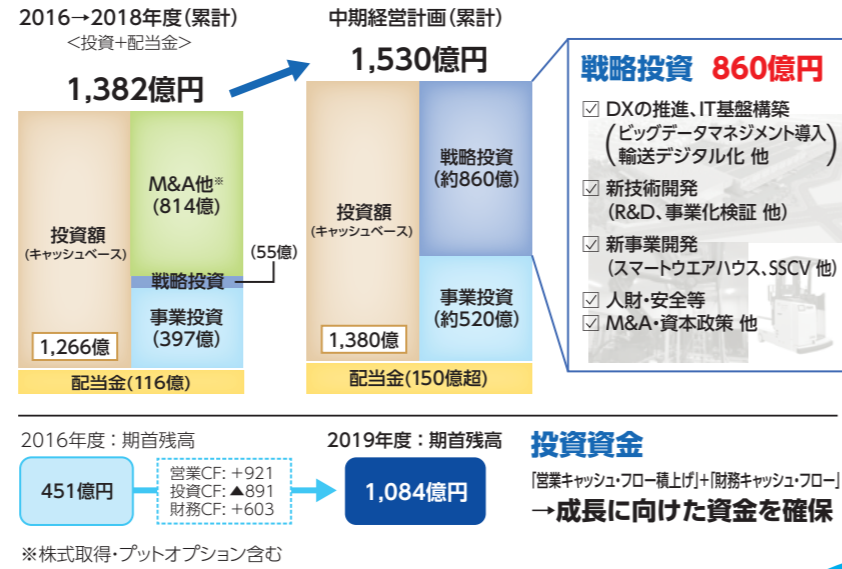 2016→2018年度(累計)
<投資+配当金>
1,382億円
投資額
(キャッシュベース)
1,266億
M&A他※
(814億)
戦略投資
(55億)
事業投資
(397億)
配当金(116億)
中期経営計画(累計)
1,530億円
投資額
(キャッシュベース)
1,380億
戦略投資
(約860億)
事業投資
(約520億)
配当金(150億超)
戦略投資 860億円
☑ DXの推進、IT基盤構築
(ビッグデータマネジメント導入
輸送デジタル化 他)
☑ 新技術開発
(R&D、事業化検証 他)
☑ 新事業開発
(スマートウエアハウス、SSCV 他)
☑ 人財・安全等
☑ M&A・資本政策 他
2016年度：期首残高
451億円
営業CF: +921
投資CF: ▲891
財務CF: +603
2019年度：期首残高
1,084億円
投資資金
「営業キャッシュ・フロー積上げ」+「財務キャッシュ・フロー」
→成長に向けた資金を確保
※株式取得・プットオプション含む